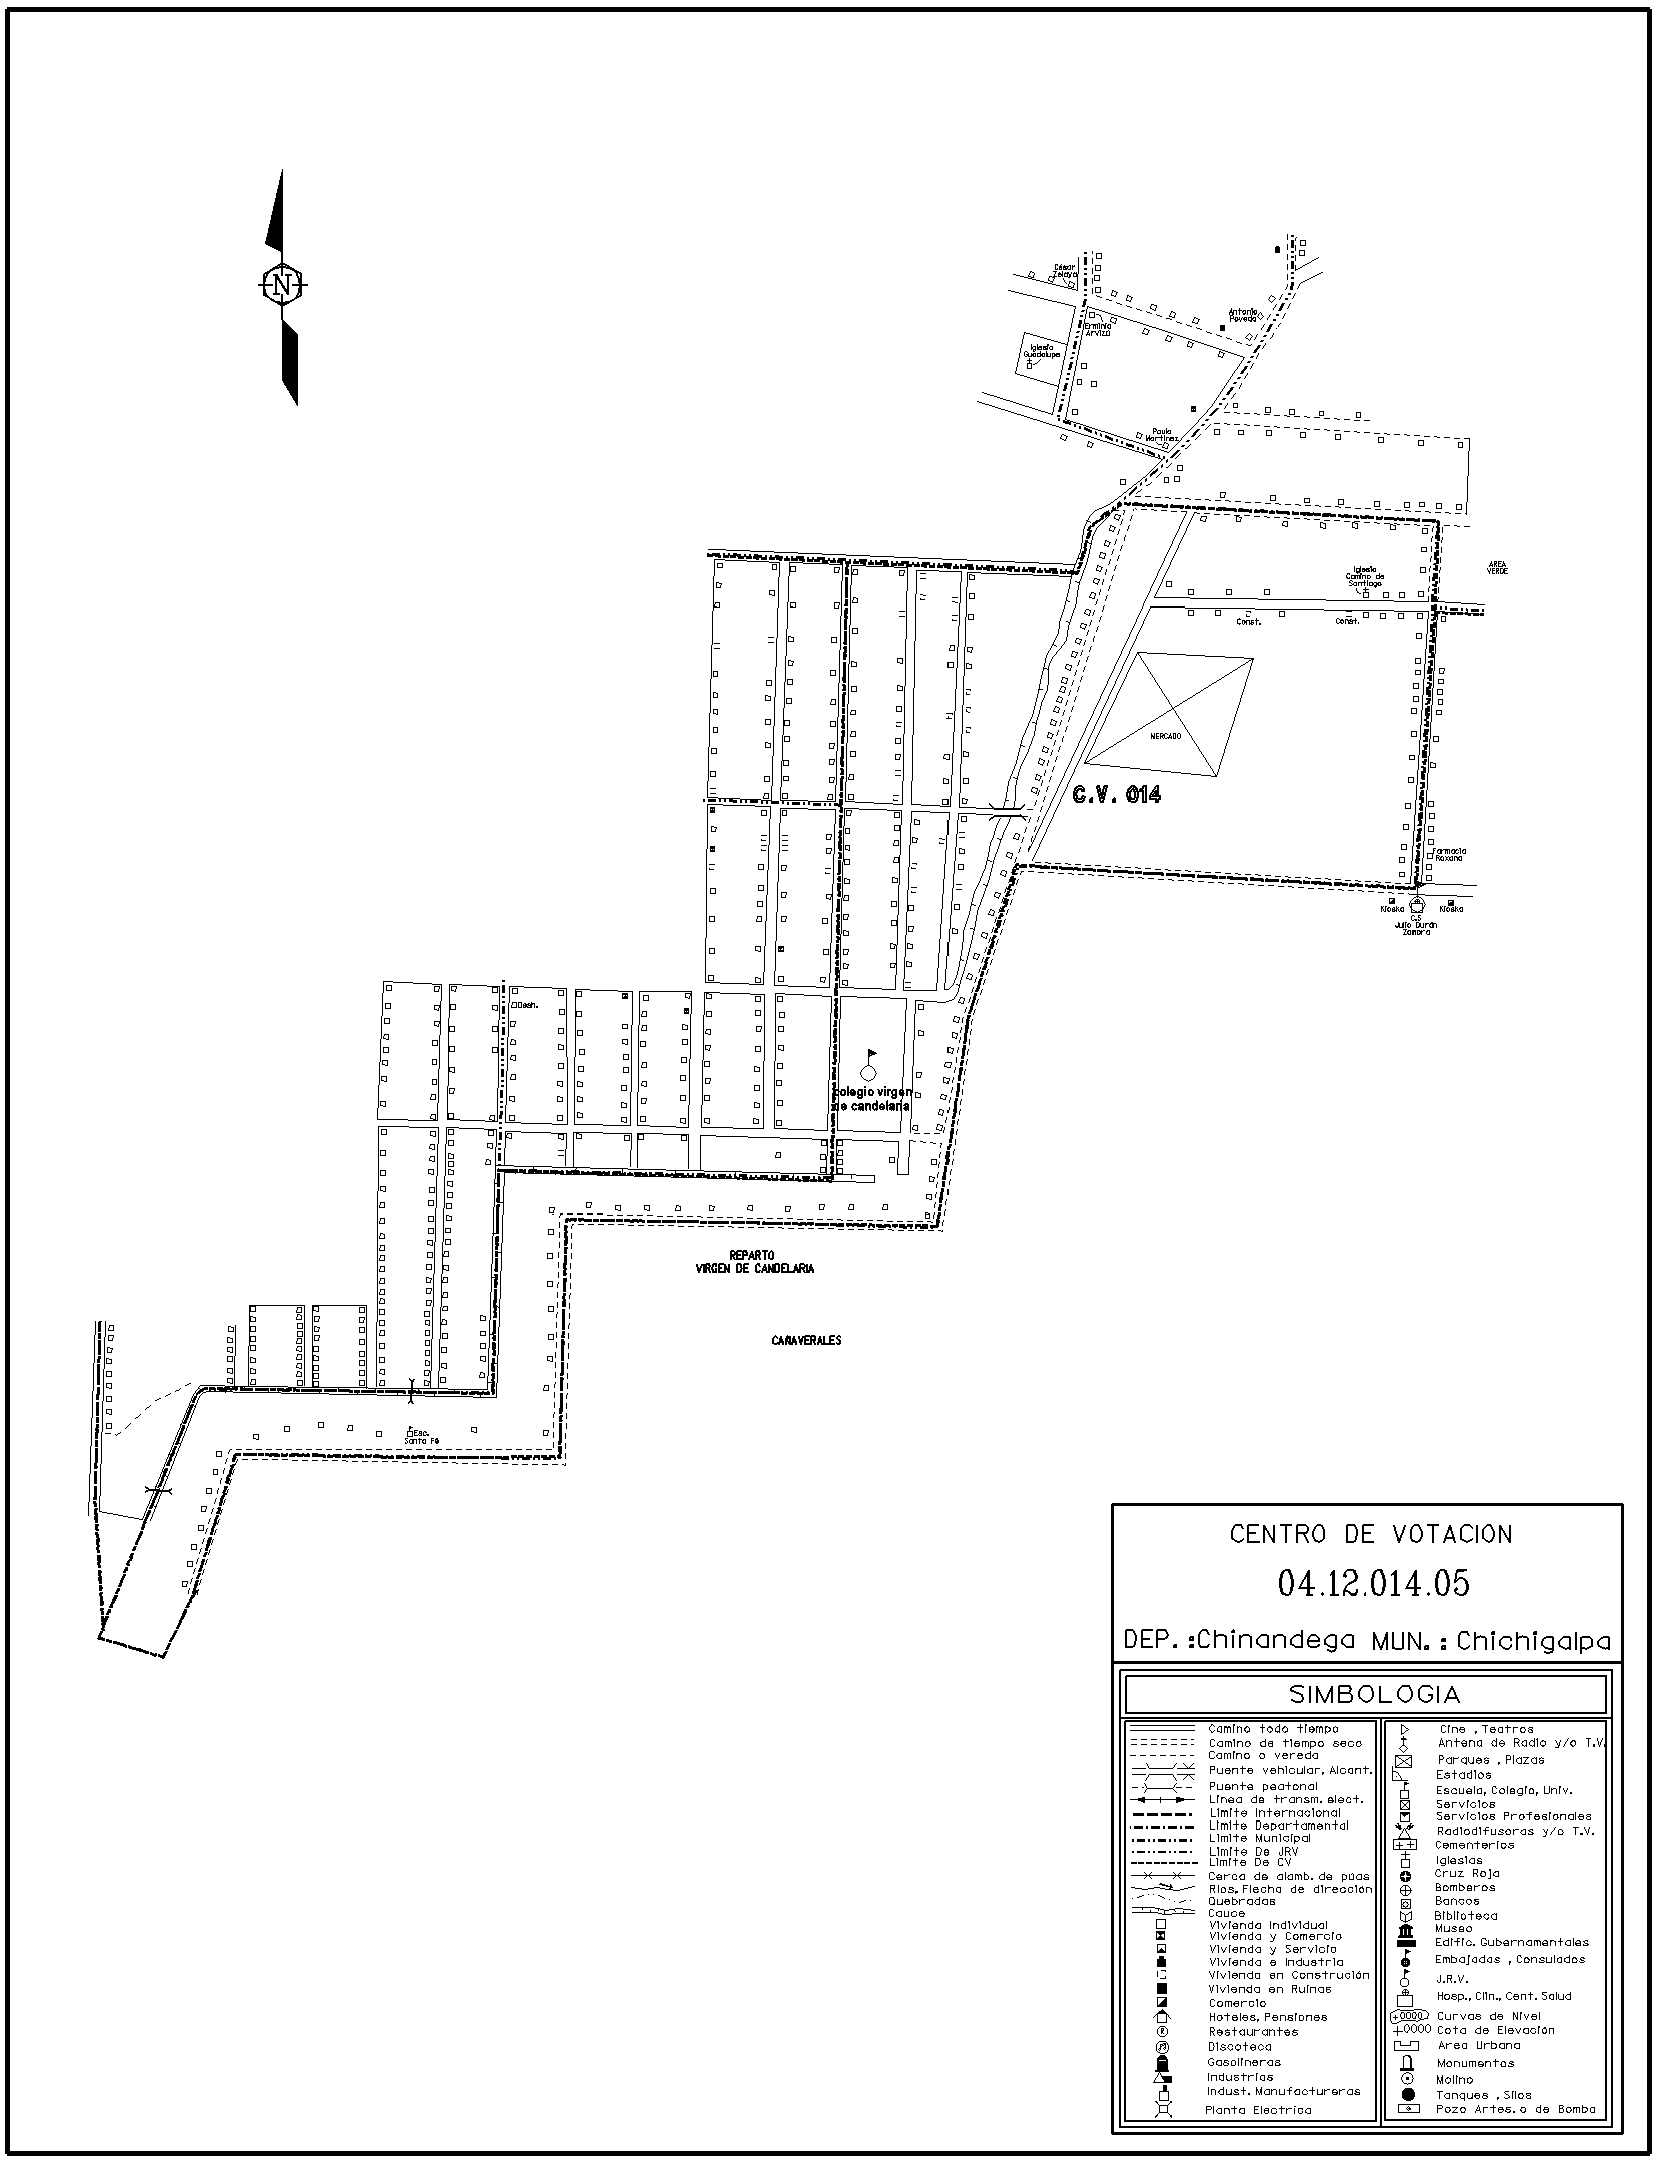 N
César
Zelaya
Antonio
Poveda
Erminio
Arvizú
Iglesia
Guadalupe
Paula
Martínez
AREA
VERDE
Iglesia
Camino de
Santiago
Const.
Const.
MERCADO
C.V. 014
Farmacia
Roxana
Kiosko
Kiosko
C.S
Julio Durán
Zamora
Desh.
colegio virgen
de candelaria
REPARTO
VIRGEN DE CANDELARIA
CAÑAVERALES
Esc.
Santa Fé
CENTRO DE VOTACION
04.12.014.05
DEP.:Chinandega MUN.: Chichigalpa
SIMBOLOGIA
Camino todo tiempo
Camino de tiempo seco
Camino o vereda
Puente vehicular, Alcant.
Puente peatonal
Línea de transm. elect.
Limite Internacional
Limite Departamental
Limite Municipal
Limite De JRV
Limite De CV
Cerca de alamb. de púas
Ríos, Flecha de dirección
Quebradas
Cauce
Vivienda Individual
Vivienda y Comercio
Vivienda y Servicio
Vivienda e Industria
Vivienda en Construción
Vivienda en Ruinas
Comercio
Hoteles, Pensiones
R
Restaurantes
Discoteca
Gasolineras
Industrias
Indust. Manufactureras
Planta Electrica
Cine , Teatros
Antena de Radio y/o T.V.
Parques , Plazas
Estadios
Escuela, Colegio, Univ.
Servicios
Servicios Profesionales
Radiodifusoras y/o T.V.
Cementerios
Iglesias
Cruz Roja
Bomberos
Bancos
Biblioteca
Museo
Edific. Gubernamentales
Embajadas , Consulados
J.R.V.
Hosp., Clin., Cent. Salud
+0000 Curvas de Nivel
+0000 Cota de Elevación
Area Urbana
Monumentos
Molino
Tanques , Silos
Pozo Artes. o de Bomba